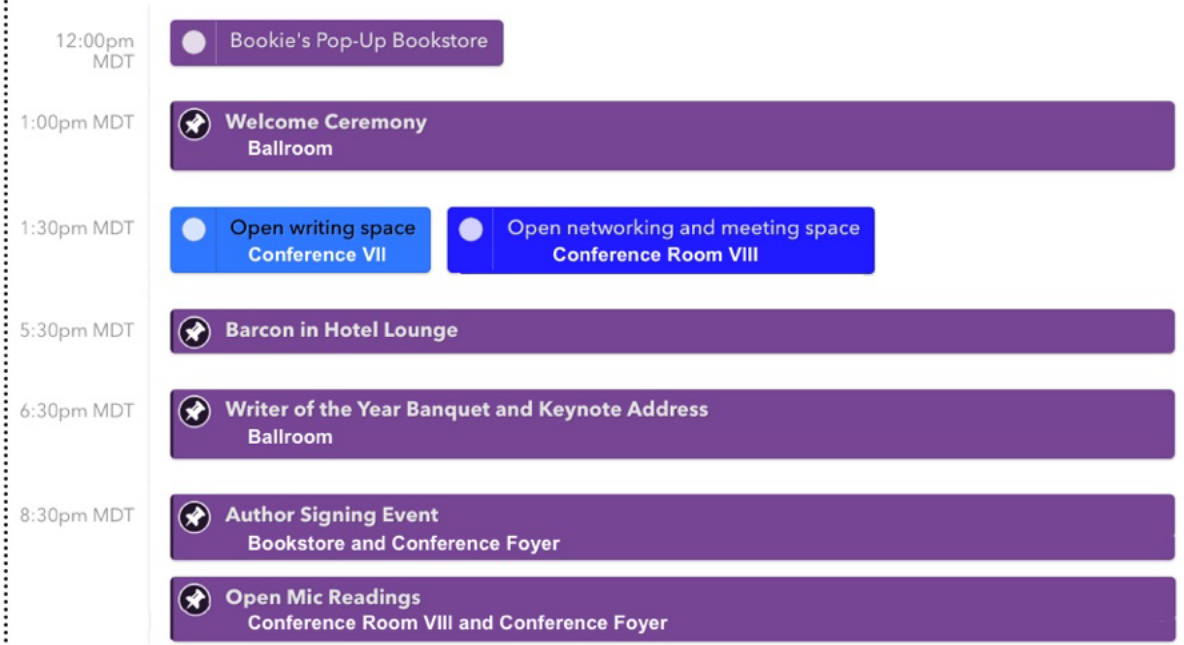 12:00pm
MDT
Bookie's Pop-Up Bookstore
1:00pm MDT
Welcome Ceremony
Ballroom
1:30pm MDT
Open writing space
Conference VII
Open networking and meeting space
Conference Room VIII
5:30pm MDT
Barcon in Hotel Lounge
6:30pm MDT
Writer of the Year Banquet and Keynote Address
Ballroom
8:30pm MDT
Author Signing Event
Bookstore and Conference Foyer
Open Mic Readings
Conference Room VIII and Conference Foyer